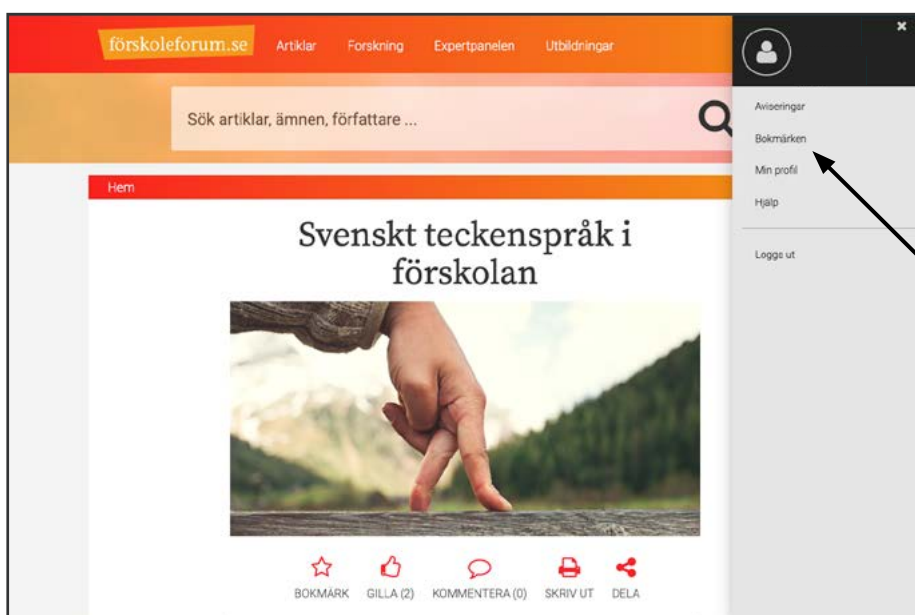 förskoleforum.se Artiklar Forskning Expertpanelen Utbildningar
Sök artiklar, ämnen, författare ...
Hem
Svenskt teckenspråk i
förskolan
BOKMÄRK GILLA (2) KOMMENTERA (0) SKRIV UT DELA
Aviseringar
Bokmärken
Min profil
Hjälp
Logga ut